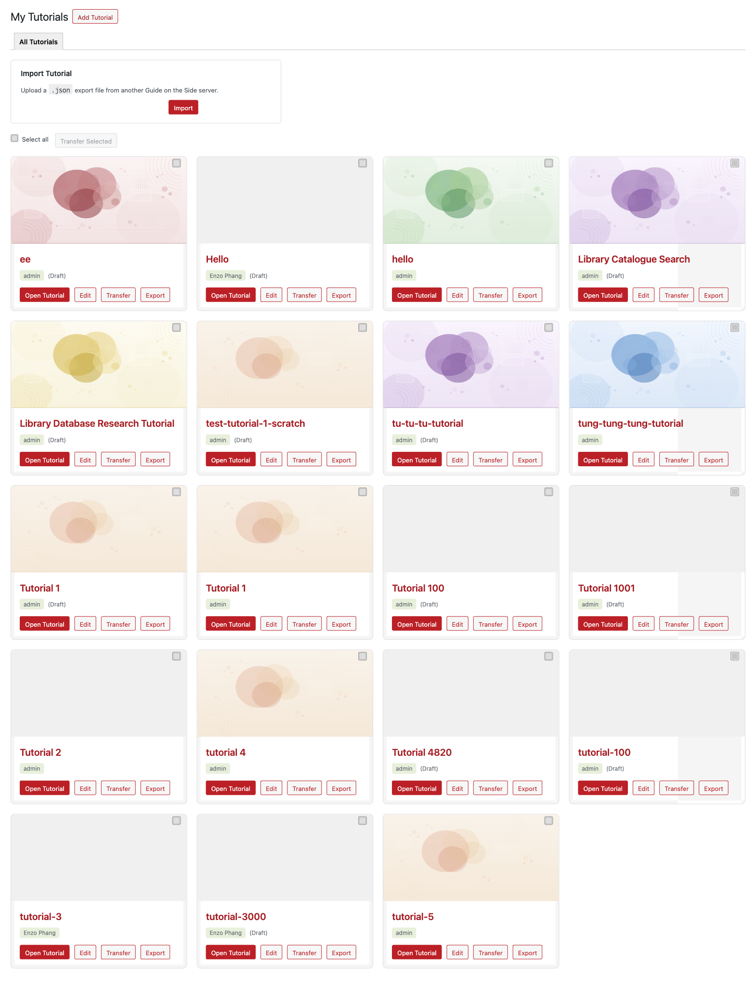 My Tutorials Add Tutorial
All Tutorials
Import Tutorial
Upload a .json export file from another Guide on the Side server.
Import
Select all Transfer Selected
ee
admin (Draft)
Open Tutorial Edit Transfer Export
Hello
Enzo Phang (Draft)
Open Tutorial Edit Transfer Export
hello
admin
Open Tutorial Edit Transfer Export
Library Catalogue Search
admin (Draft)
Open Tutorial Edit Transfer Export
Library Database Research Tutorial
admin (Draft)
Open Tutorial Edit Transfer Export
test-tutorial-1-scratch
admin (Draft)
Open Tutorial Edit Transfer Export
tu-tu-tu-tutorial
admin (Draft)
Open Tutorial Edit Transfer Export
tung-tung-tung-tutorial
admin
Open Tutorial Edit Transfer Export
Tutorial 1
admin (Draft)
Open Tutorial Edit Transfer Export
Tutorial 1
admin
Open Tutorial Edit Transfer Export
Tutorial 100
admin (Draft)
Open Tutorial Edit Transfer Export
Tutorial 1001
admin (Draft)
Open Tutorial Edit Transfer Export
Tutorial 2
admin
Open Tutorial Edit Transfer Export
tutorial 4
admin
Open Tutorial Edit Transfer Export
Tutorial 4820
admin (Draft)
Open Tutorial Edit Transfer Export
tutorial-100
admin (Draft)
Open Tutorial Edit Transfer Export
tutorial-3
Enzo Phang
Open Tutorial Edit Transfer Export
tutorial-3000
Enzo Phang (Draft)
Open Tutorial Edit Transfer Export
tutorial-5
admin
Open Tutorial Edit Transfer Export